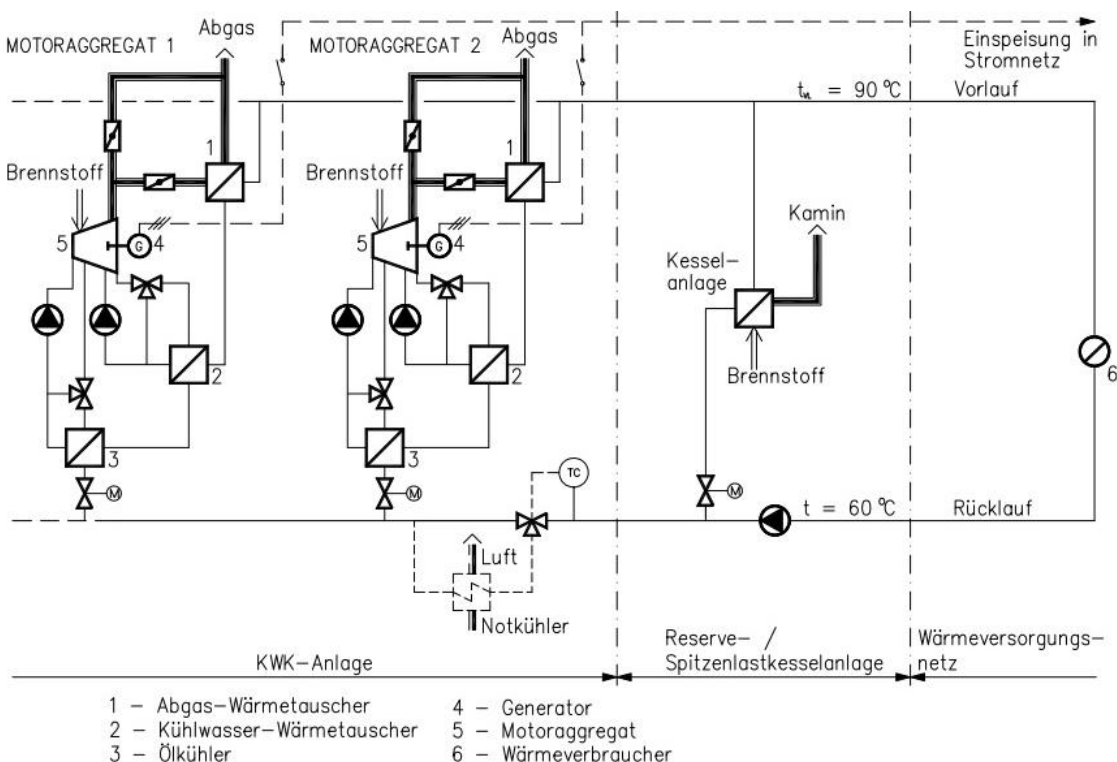 Abgas
Abgas
MOTORAGGREGAT 1
MOTORAGGREGAT 2
Einspeisung in
Stromnetz
t = 90 °C
Vorlauf
1
1
Brennstoff
Brennstoff
Kamin
5
G
4
5
G
4
Kessel-
anlage
2
2
Brennstoff
6
3
3
M
M
TC
M
t = 60 °C
Rücklauf
Luft
Notkühler
KWK-Anlage
Reserve- /
Spitzenlastkesselanlage
Wärmeversorgungs-
netz
1 - Abgas-Wärmetauscher
2 - Kühlwasser-Wärmetauscher
3 - Ölkühler
4 - Generator
5 - Motoraggregat
6 - Wärmeverbraucher